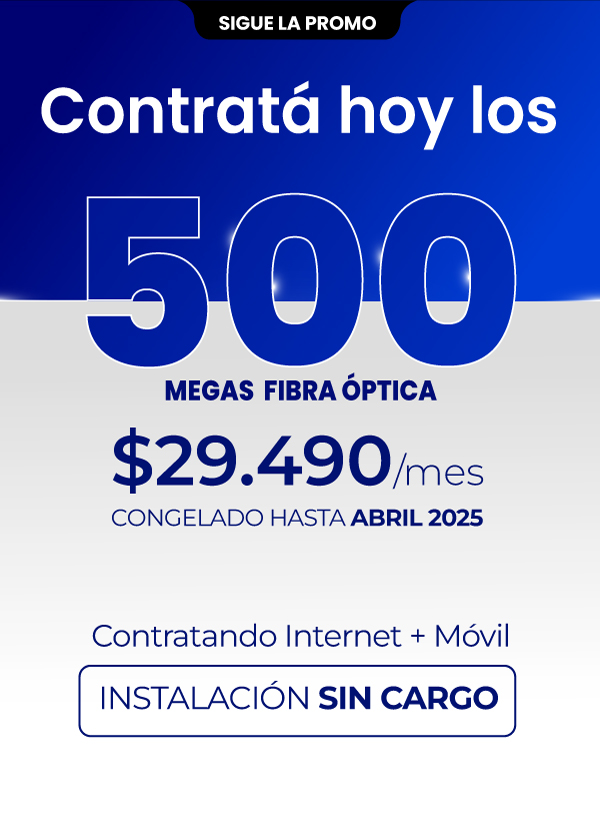 SIGUE LA PROMO
Contratá hoy los
500
MEGAS FIBRA ÓPTICA
$29.490/mes
CONGELADO HASTA ABRIL 2025
Contratando Internet + Móvil
INSTALACIÓN SIN CARGO